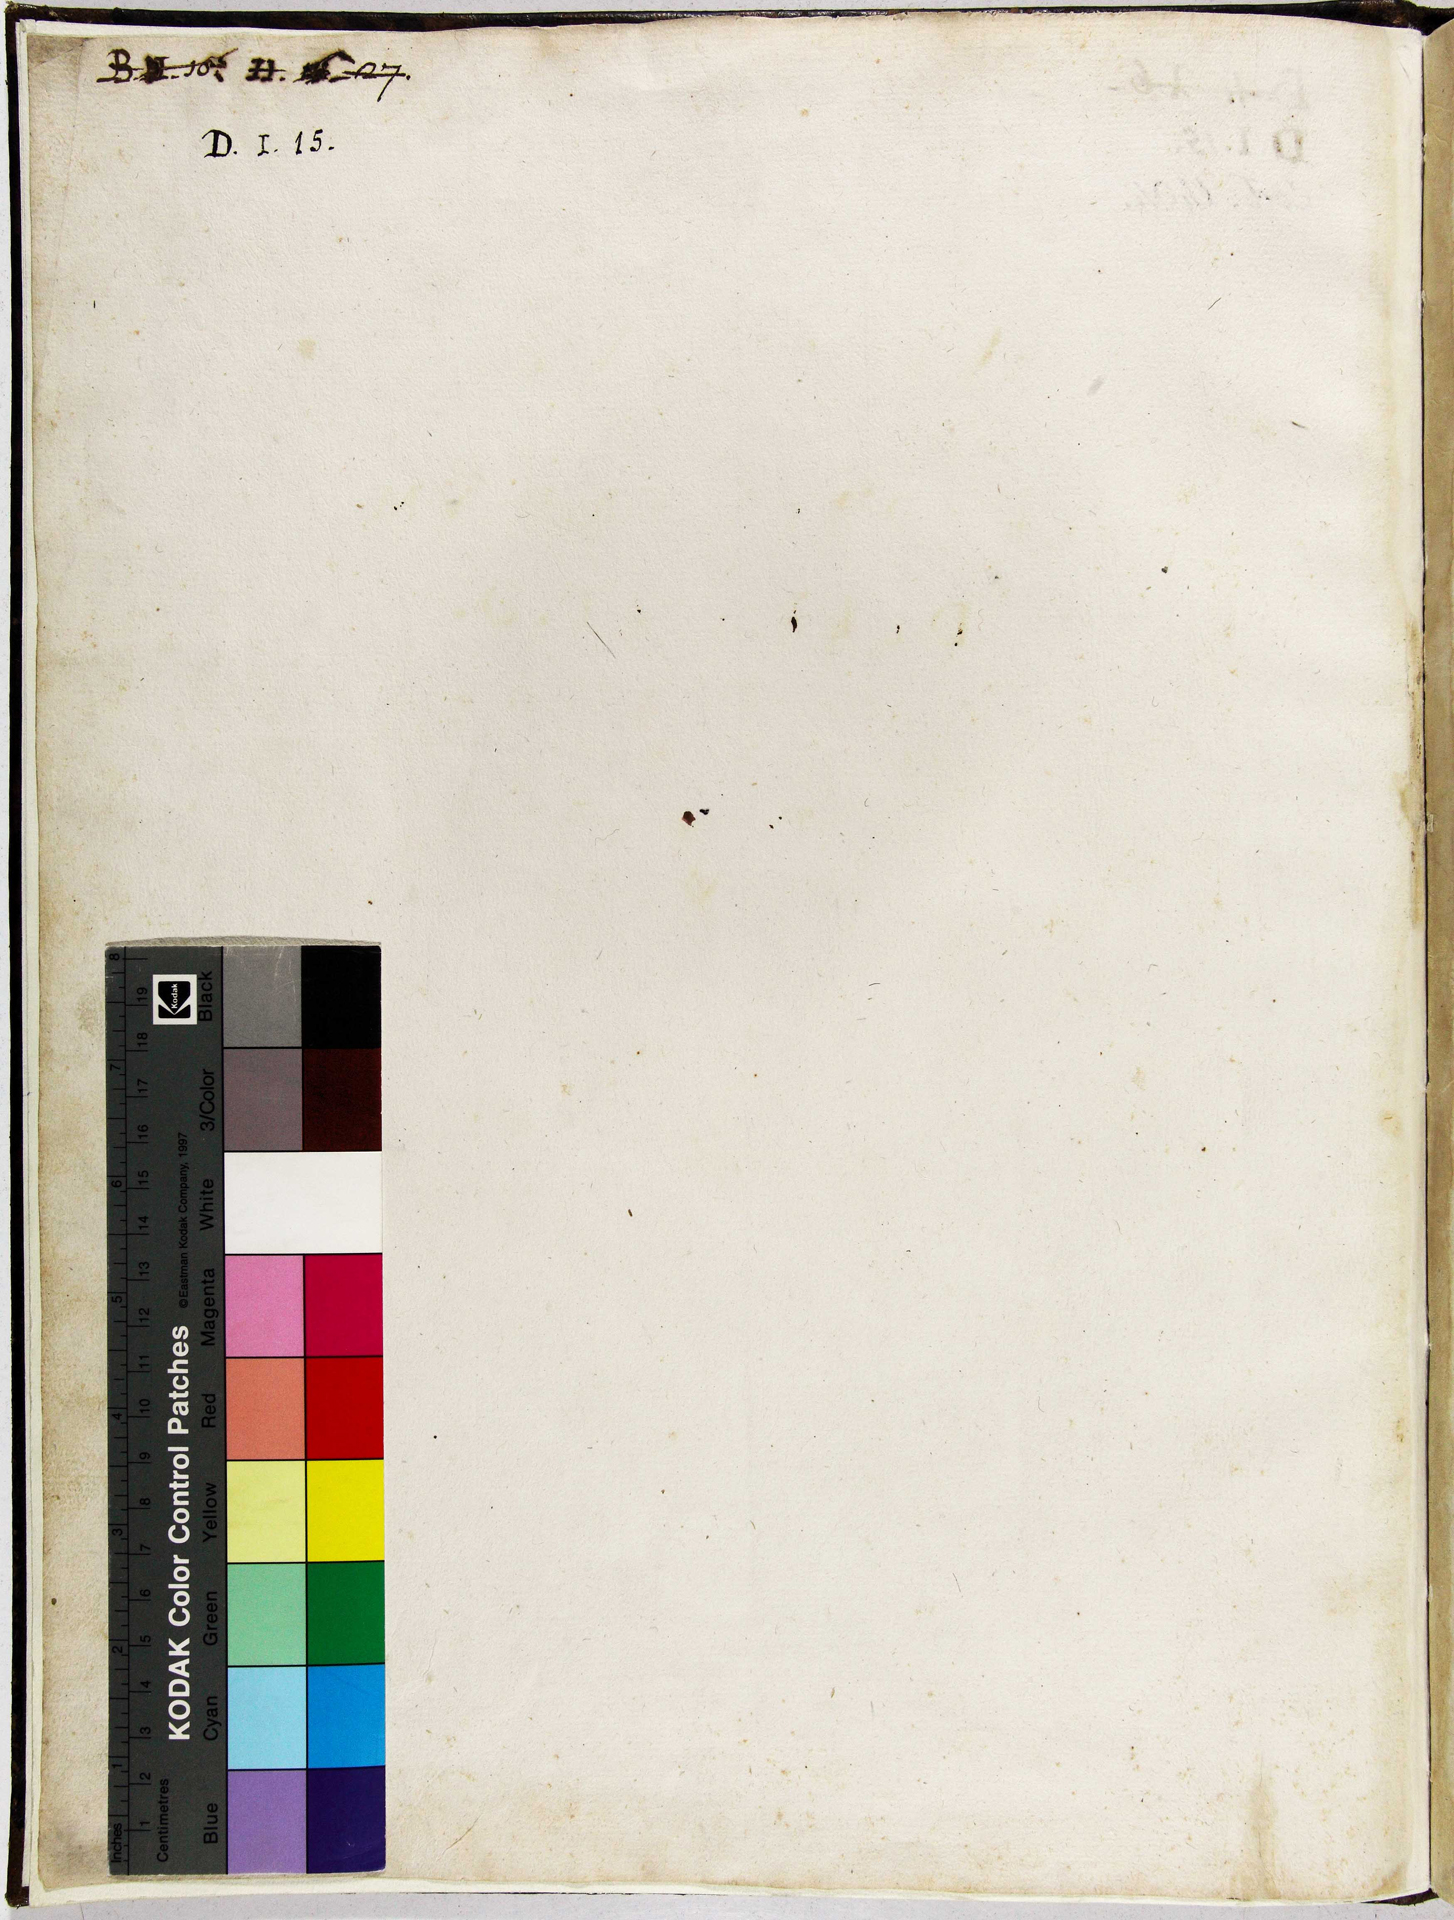 B. I. 16. H. 27.
D. I. 15.
D. I. 15.
Inches 1 2 3 4 5 6 7 8
Centimetres 1 2 3 4 5 6 7 8 9 10 11 12 13 14 15 16 17 18 19
KODAK Color Control Patches ©Eastman Kodak Company, 1997 Kodak
Blue Cyan Green Yellow Red Magenta White 3/Color Black